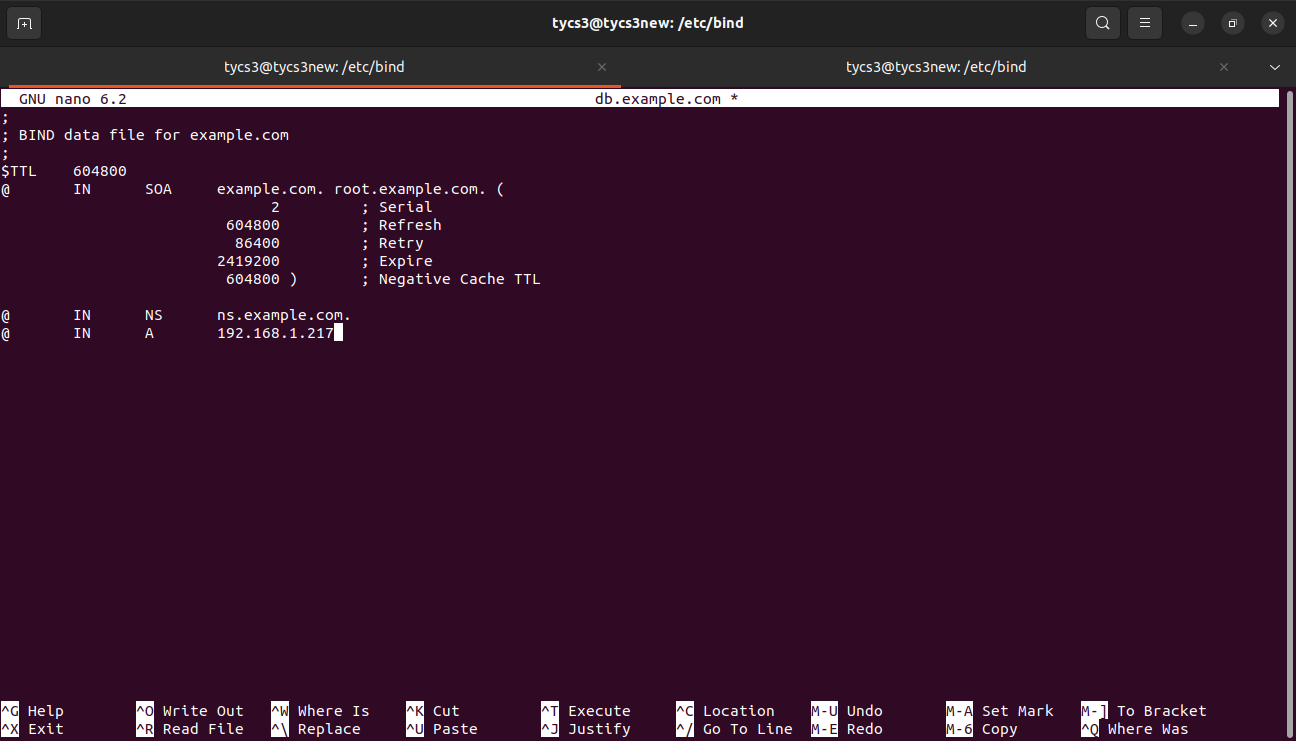 tycs3@tycs3new: /etc/bind
tycs3@tycs3new: /etc/bind × tycs3@tycs3new: /etc/bind ×
GNU nano 6.2 db.example.com *
;
; BIND data file for example.com
;
$TTL 604800
@ IN SOA example.com. root.example.com. (
2 ; Serial
604800 ; Refresh
86400 ; Retry
2419200 ; Expire
604800 ) ; Negative Cache TTL
@ IN NS ns.example.com.
@ IN A 192.168.1.217
^G Help ^O Write Out ^W Where Is ^K Cut ^T Execute ^C Location M-U Undo M-A Set Mark M-] To Bracket
^X Exit ^R Read File ^\ Replace ^U Paste ^J Justify ^/ Go To Line M-E Redo M-6 Copy ^Q Where Was